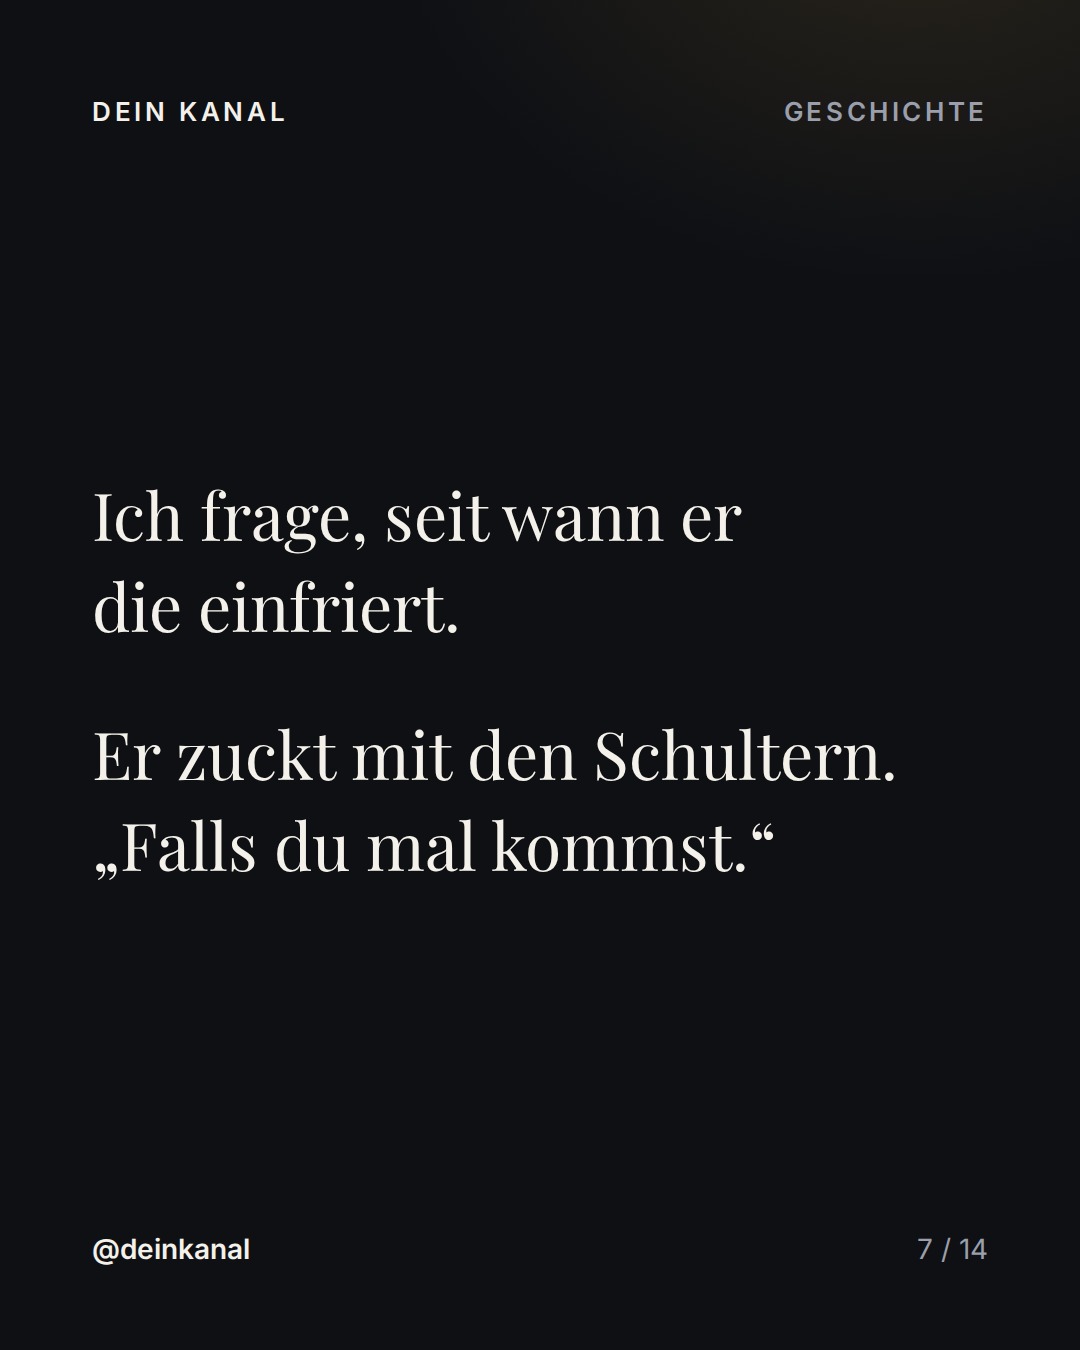 DEIN KANAL
GESCHICHTE
Ich frage, seit wann er
die einfriert.
Er zuckt mit den Schultern.
„Falls du mal kommst.“
@deinkanal
7 / 14